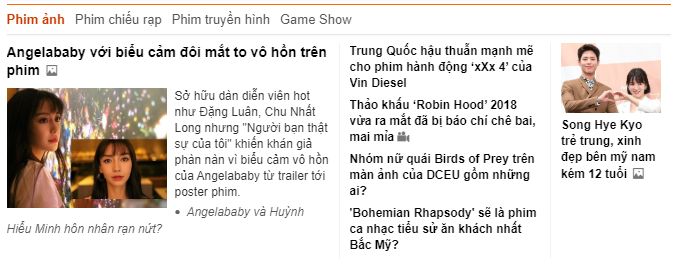 Phim ảnh Phim chiếu rạp Phim truyền hình Game Show
Angelababy với biểu cảm đôi mắt to vô hồn trên
phim
Sở hữu dàn diễn viên hot
như Đặng Luân, Chu Nhất
Long nhưng "Người bạn thật
sự của tôi" khiến khán giả
phàn nàn vì biểu cảm vô hồn
của Angelababy từ trailer tới
poster phim.
• Angelababy và Huỳnh
Hiểu Minh hôn nhân rạn nứt?
Trung Quốc hậu thuẫn mạnh mẽ
cho phim hành động ‘xXx 4’ của
Vin Diesel
Thảo khấu ‘Robin Hood’ 2018
vừa ra mắt đã bị báo chí chê bai,
mai mỉa
Nhóm nữ quái Birds of Prey trên
màn ảnh của DCEU gồm những
ai?
'Bohemian Rhapsody' sẽ là phim
ca nhạc tiểu sử ăn khách nhất
Bắc Mỹ?
Song Hye Kyo
trẻ trung, xinh
đẹp bên mỹ nam
kém 12 tuổi